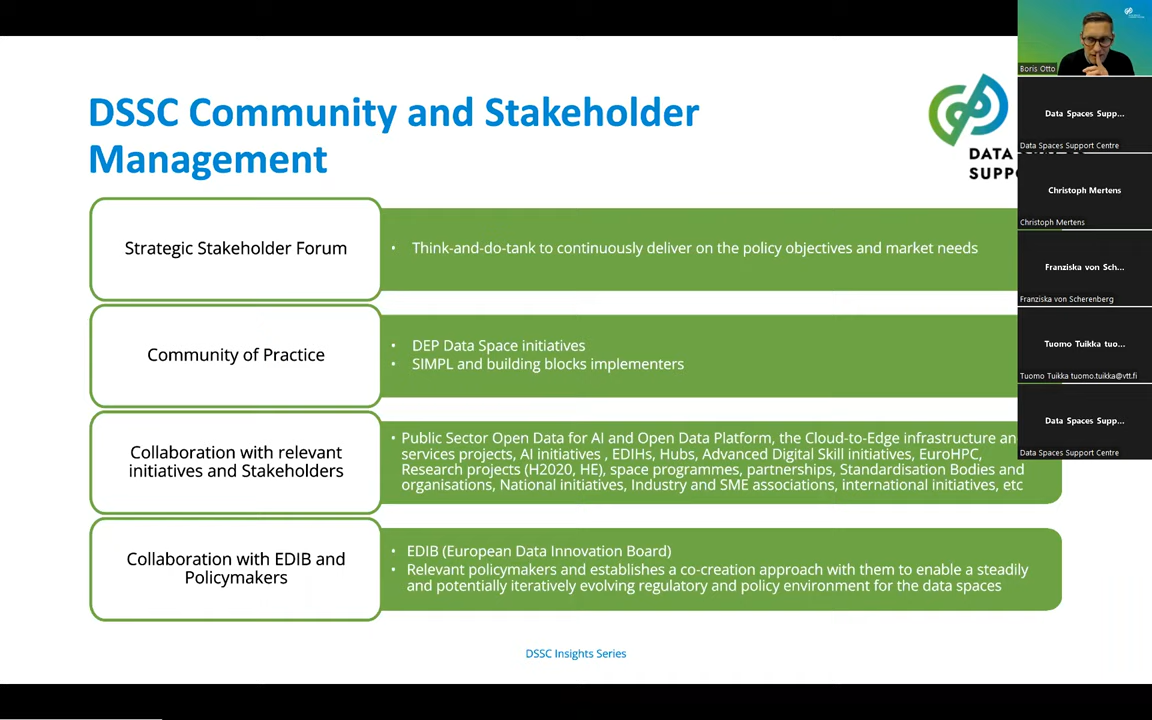 DSSC Community and Stakeholder
Management
DATA
SUPP
Strategic Stakeholder Forum
• Think-and-do-tank to continuously deliver on the policy objectives and market needs
Community of Practice
• DEP Data Space initiatives
• SIMPL and building blocks implementers
Collaboration with relevant
initiatives and Stakeholders
• Public Sector Open Data for AI and Open Data Platform, the Cloud-to-Edge infrastructure an
services projects, AI initiatives , EDIHs, Hubs, Advanced Digital Skill initiatives, EuroHPC,
Research projects (H2020, HE), space programmes, partnerships, Standardisation Bodies and
organisations, National initiatives, Industry and SME associations, international initiatives, etc
Collaboration with EDIB and
Policymakers
• EDIB (European Data Innovation Board)
• Relevant policymakers and establishes a co-creation approach with them to enable a steadily
and potentially iteratively evolving regulatory and policy environment for the data spaces
DSSC Insights Series
Boris Otto
Data Spaces Supp...
Data Spaces Support Centre
Christoph Mertens
Christoph Mertens
Franziska von Sch...
Franziska von Scherenberg
Tuomo Tuikka tuo...
Tuomo Tuikka tuomo.tuikka@vtt.fi
Data Spaces Supp...
Data Spaces Support Centre